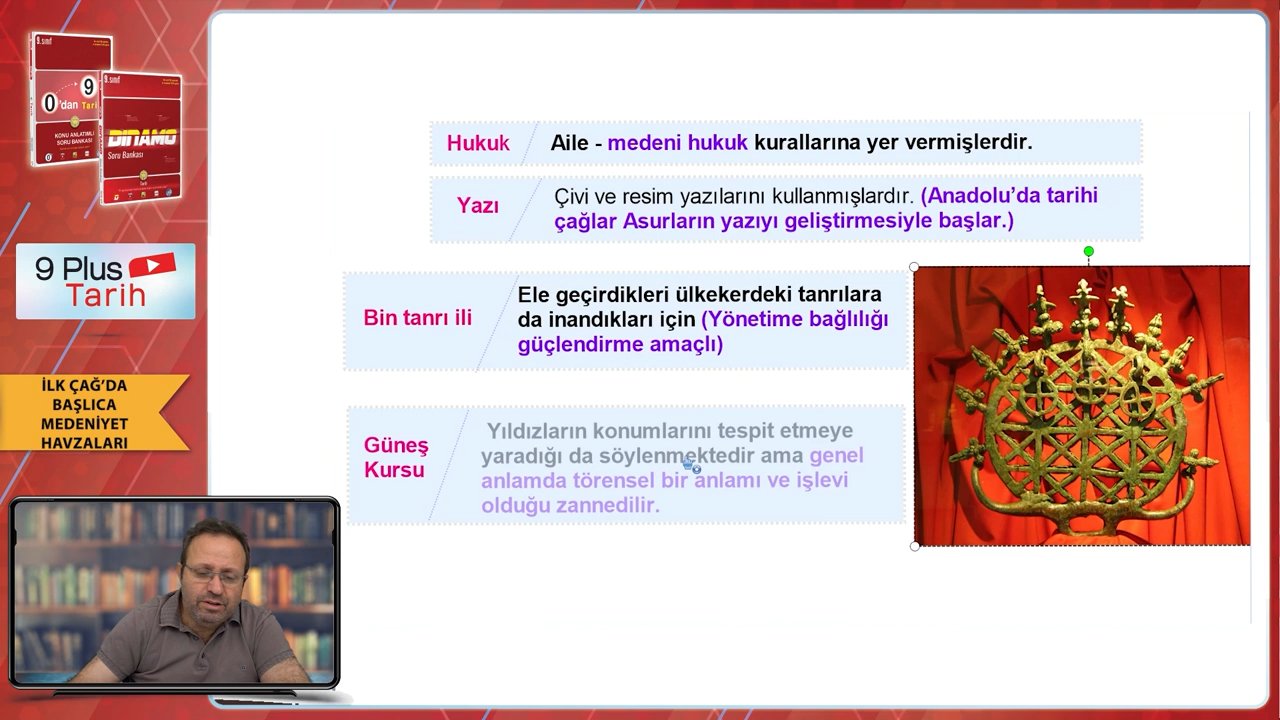 9.sınıf
0'dan 9 Tarih
KONU ANLATIMLI
SORU BANKASI
9.sınıf
DİNAMO
Soru Bankası
Tarih
9 Plus
Tarih
İLK ÇAĞ'DA
BAŞLICA
MEDENİYET
HAVZALARI
Hukuk
Aile - medeni hukuk kurallarına yer vermişlerdir.
Yazı
Çivi ve resim yazılarını kullanmışlardır. (Anadolu'da tarihi
çağlar Asurların yazıyı geliştirmesiyle başlar.)
Bin tanrı ili
Ele geçirdikleri ülkekerdeki tanrılara
da inandıkları için (Yönetime bağlılığı
güçlendirme amaçlı)
Güneş
Kursu
Yıldızların konumlarını tespit etmeye
yaradığı da söylenmektedir ama genel
anlamda törensel bir anlamı ve işlevi
olduğu zannedilir.